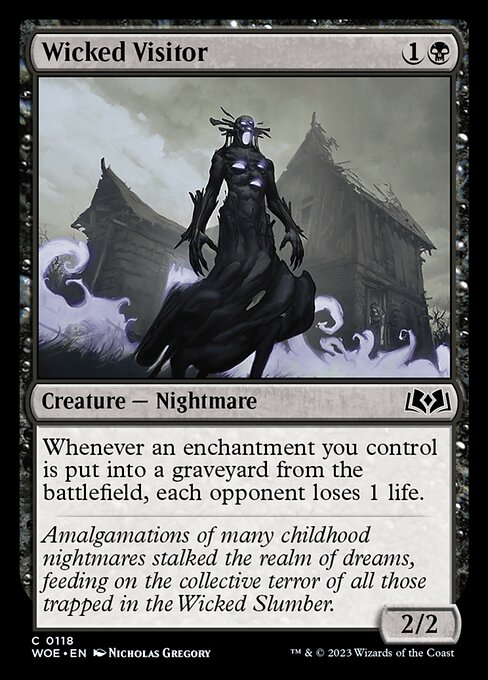 Wicked Visitor 1
Creature — Nightmare
Whenever an enchantment you control
is put into a graveyard from the
battlefield, each opponent loses 1 life.
Amalgamations of many childhood
nightmares stalked the realm of dreams,
feeding on the collective terror of all those
trapped in the Wicked Slumber.
2/2
C 0118
WOE • EN Nicholas Gregory ™ & © 2023 Wizards of the Coast